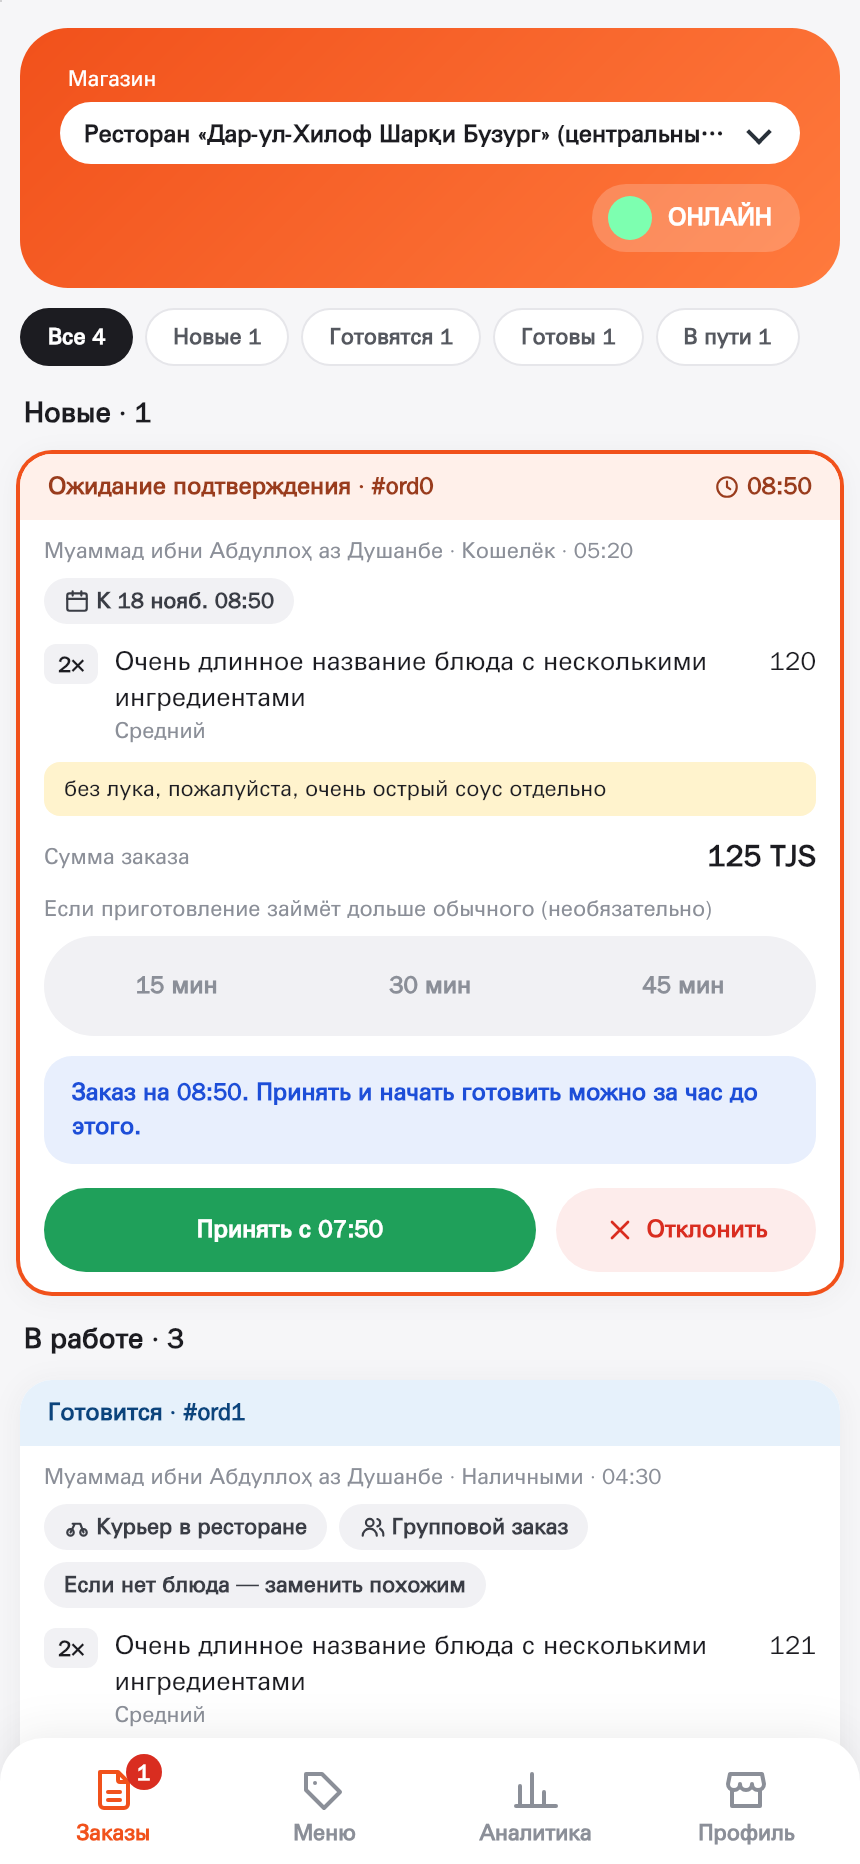 Магазин
Ресторан «Дар-ул-Хилоф Шарқи Бузург» (центральны···
ОНЛАЙН
Все 4
Новые 1
Готовятся 1
Готовы 1
В пути 1
Новые · 1
Ожидание подтверждения · #ord0
08:50
Муаммад ибни Абдуллоҳ аз Душанбе · Кошелёк · 05:20
К 18 нояб. 08:50
2× Очень длинное название блюда с несколькими 120
ингредиентами
Средний
без лука, пожалуйста, очень острый соус отдельно
Сумма заказа 125 TJS
Если приготовление займёт дольше обычного (необязательно)
15 мин
30 мин
45 мин
Заказ на 08:50. Принять и начать готовить можно за час до
этого.
Принять с 07:50
Отклонить
В работе · 3
Готовится · #ord1
Муаммад ибни Абдуллоҳ аз Душанбе · Наличными · 04:30
Курьер в ресторане
Групповой заказ
Если нет блюда — заменить похожим
2× Очень длинное название блюда с несколькими 121
ингредиентами
Средний
1
Заказы
Меню
Аналитика
Профиль